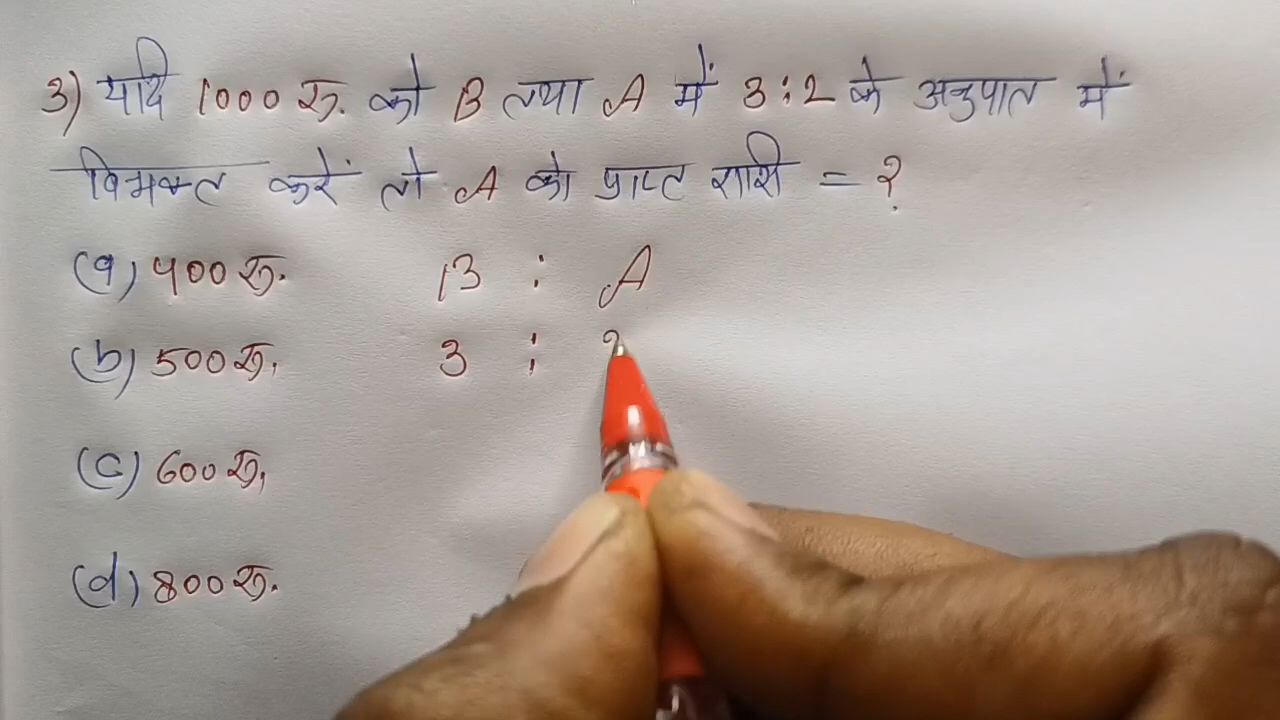 3) यदि 1000 रु. को B तथा A में 3:2 के अनुपात में
विभक्त करें तो A को प्राप्त राशि = ?
(a) 400 रु.
B : A
(b) 500 रु.
3 : 2
(c) 600 रु.
(d) 800 रु.